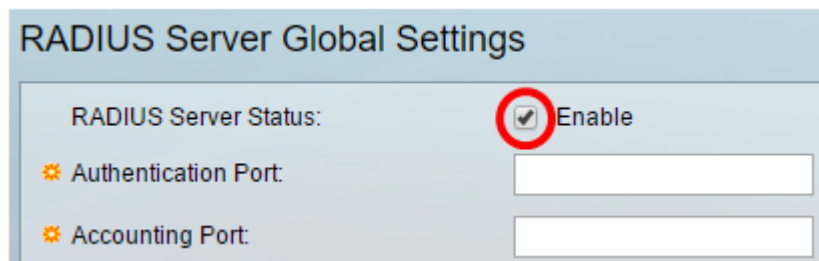 RADIUS Server Global Settings
RADIUS Server Status: Enable
Authentication Port:
Accounting Port: